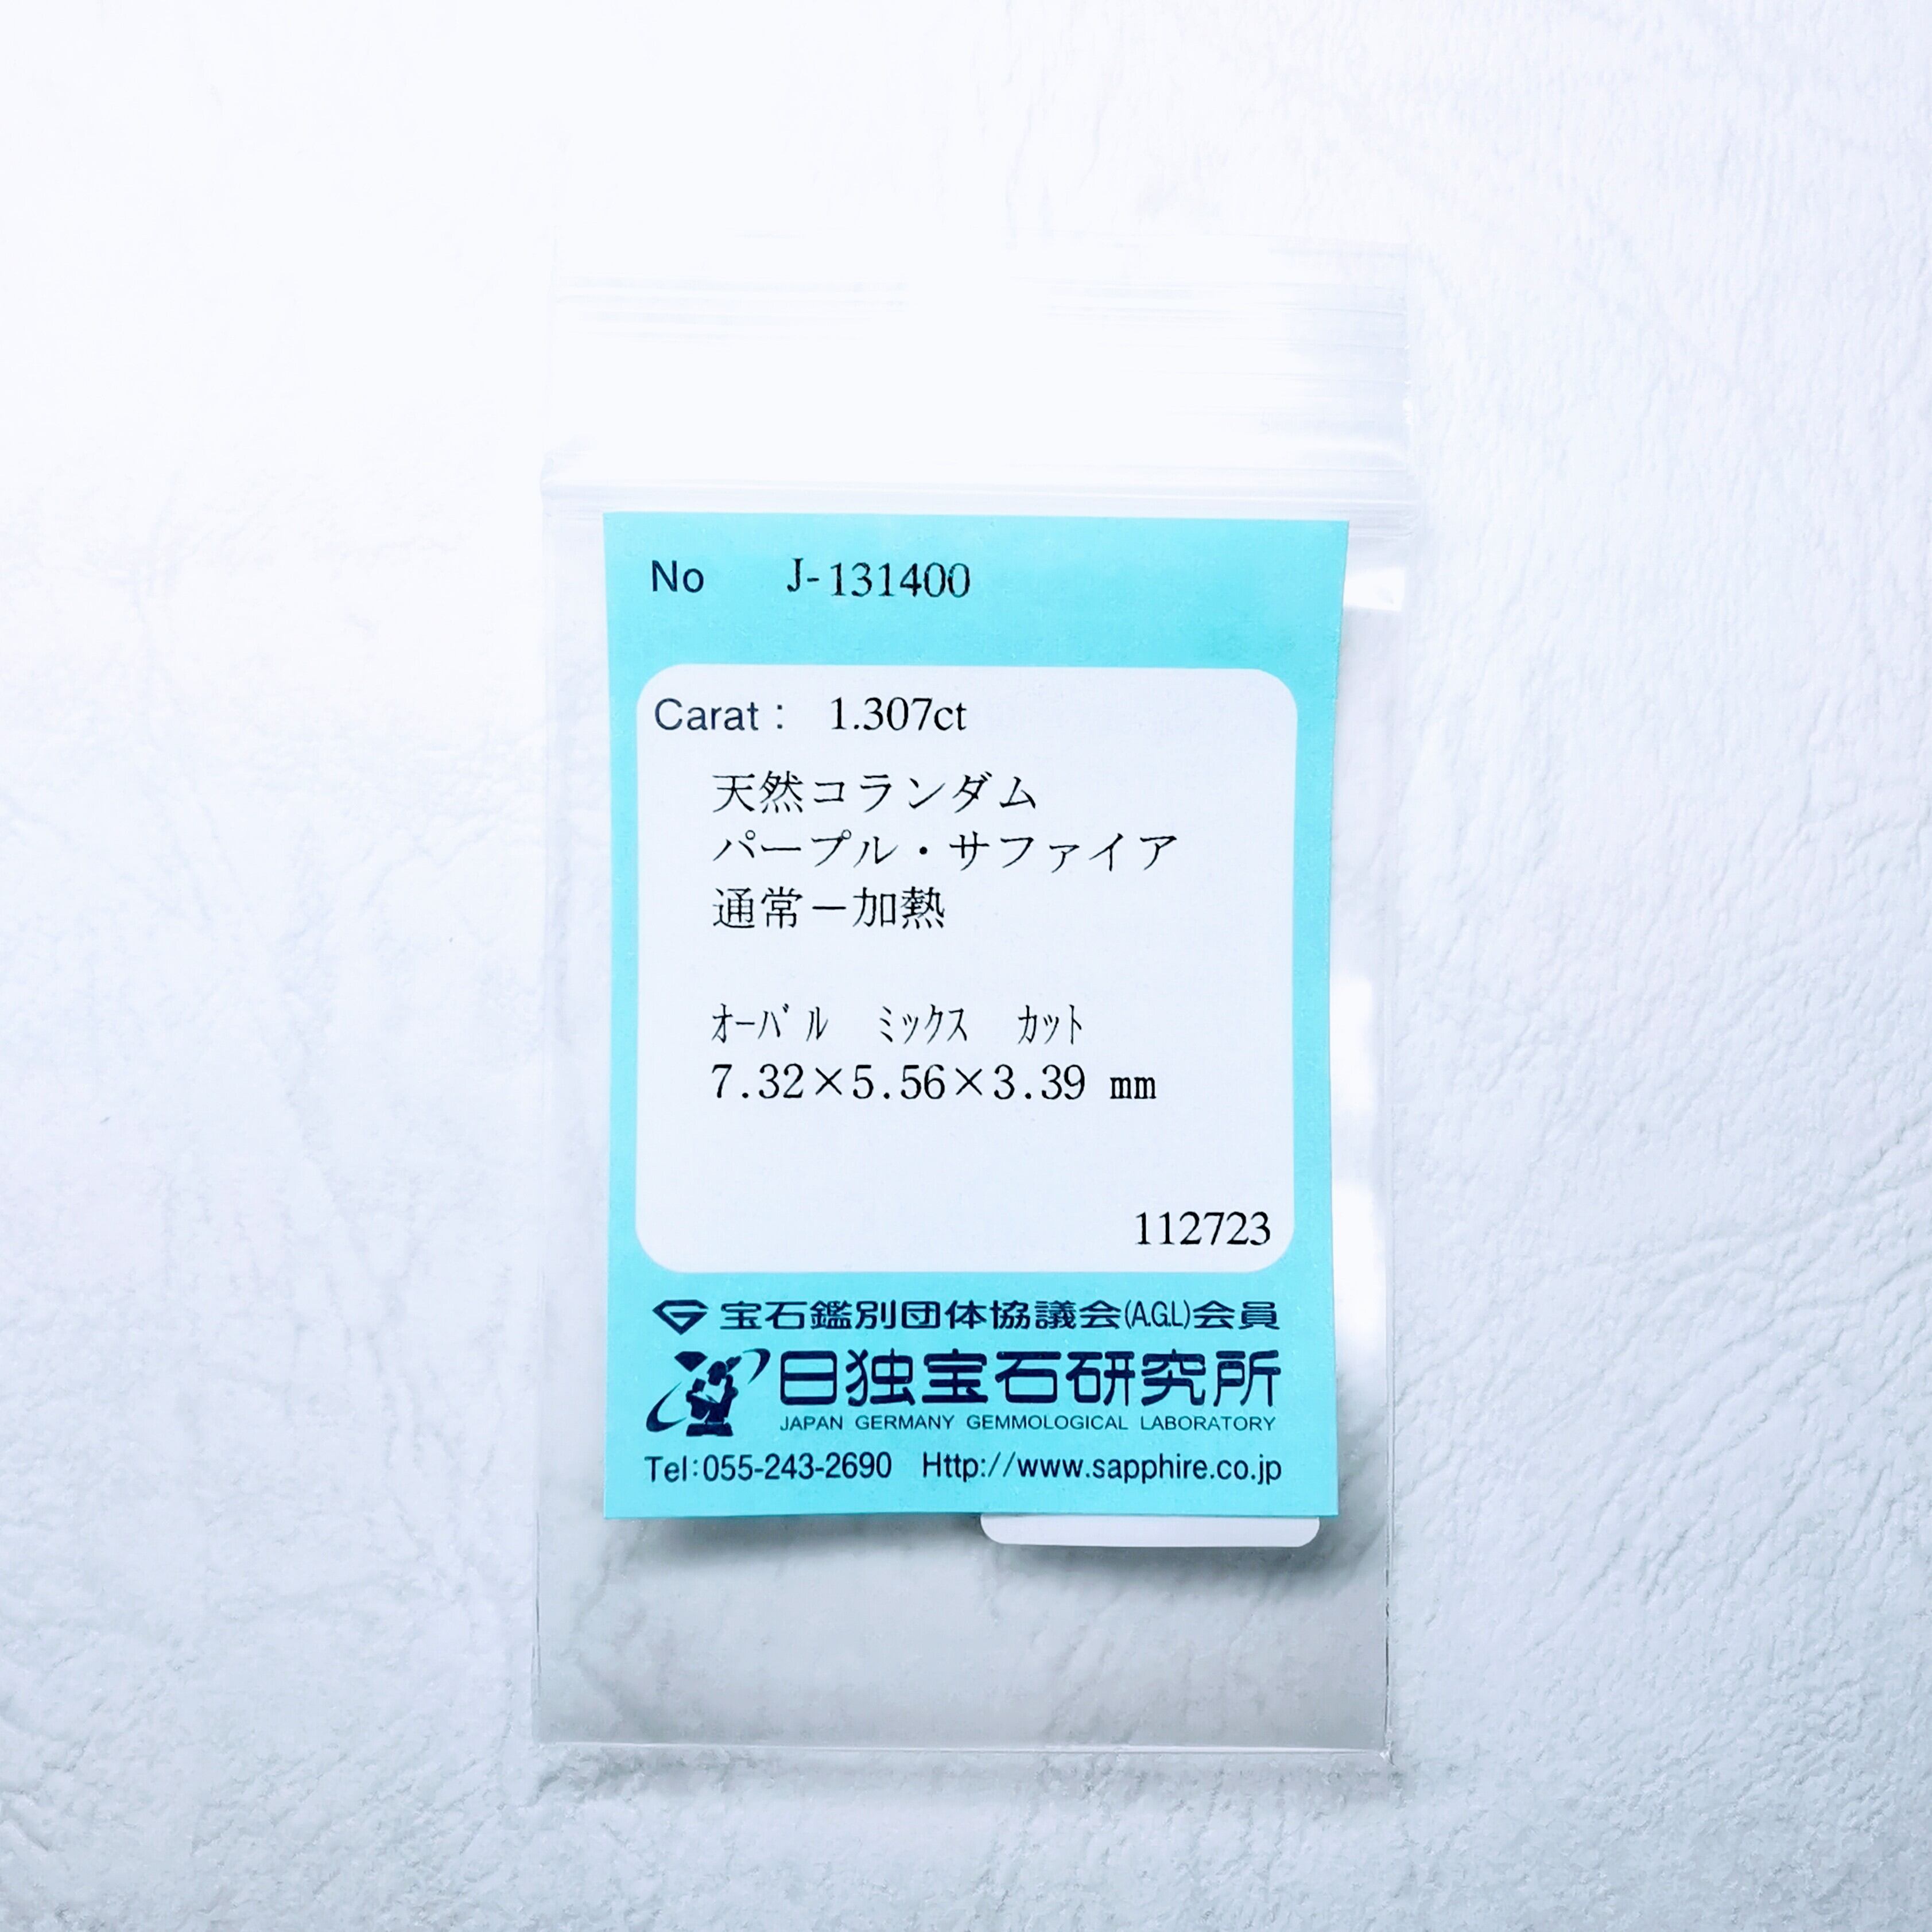 No J-131400
Carat : 1.307ct
天然コランダム
パープル・サファイア
通常－加熱
ｵｰﾊﾞﾙ ﾐｯｸｽ ｶｯﾄ
7.32×5.56×3.39 mm
112723
宝石鑑別団体協議会(A.G.L)会員
日独宝石研究所
JAPAN GERMANY GEMMOLOGICAL LABORATORY
Tel:055-243-2690 Http://www.sapphire.co.jp